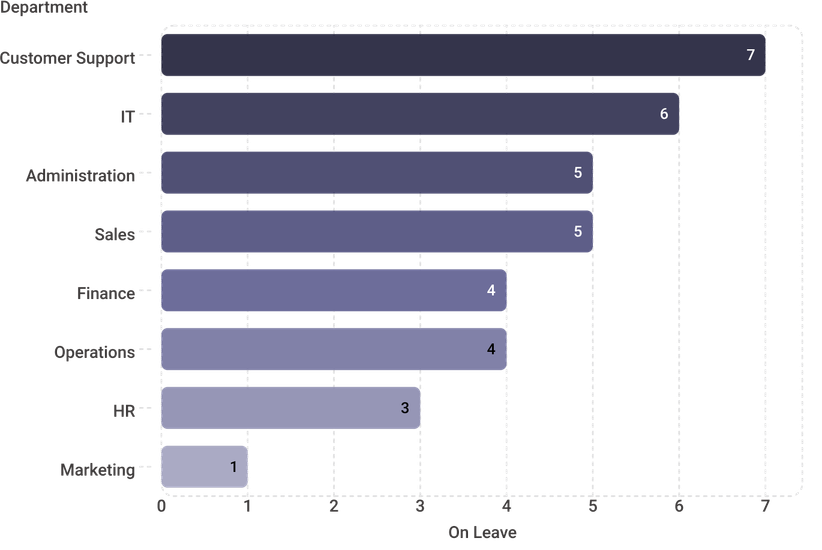 Department
Customer Support 7
IT 6
Administration 5
Sales 5
Finance 4
Operations 4
HR 3
Marketing 1
0 1 2 3 4 5 6 7
On Leave